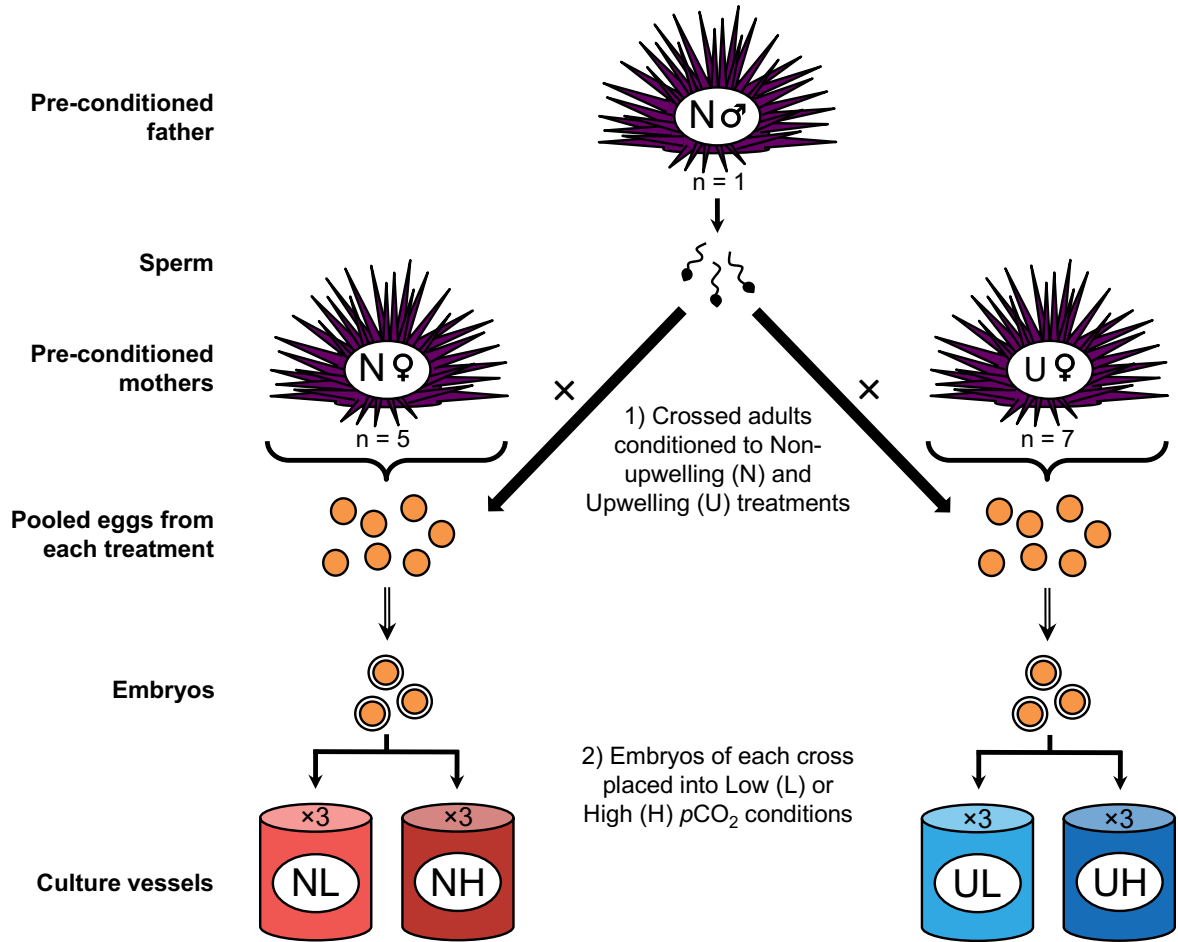 Pre-conditioned
father
N♂
n = 1
Sperm
Pre-conditioned
mothers
N♀
n = 5
×
×
U♀
n = 7
1) Crossed adults
conditioned to Non-
upwelling (N) and
Upwelling (U) treatments
Pooled eggs from
each treatment
Embryos
2) Embryos of each cross
placed into Low (L) or
High (H) pCO₂ conditions
Culture vessels
×3
NL
×3
NH
×3
UL
×3
UH